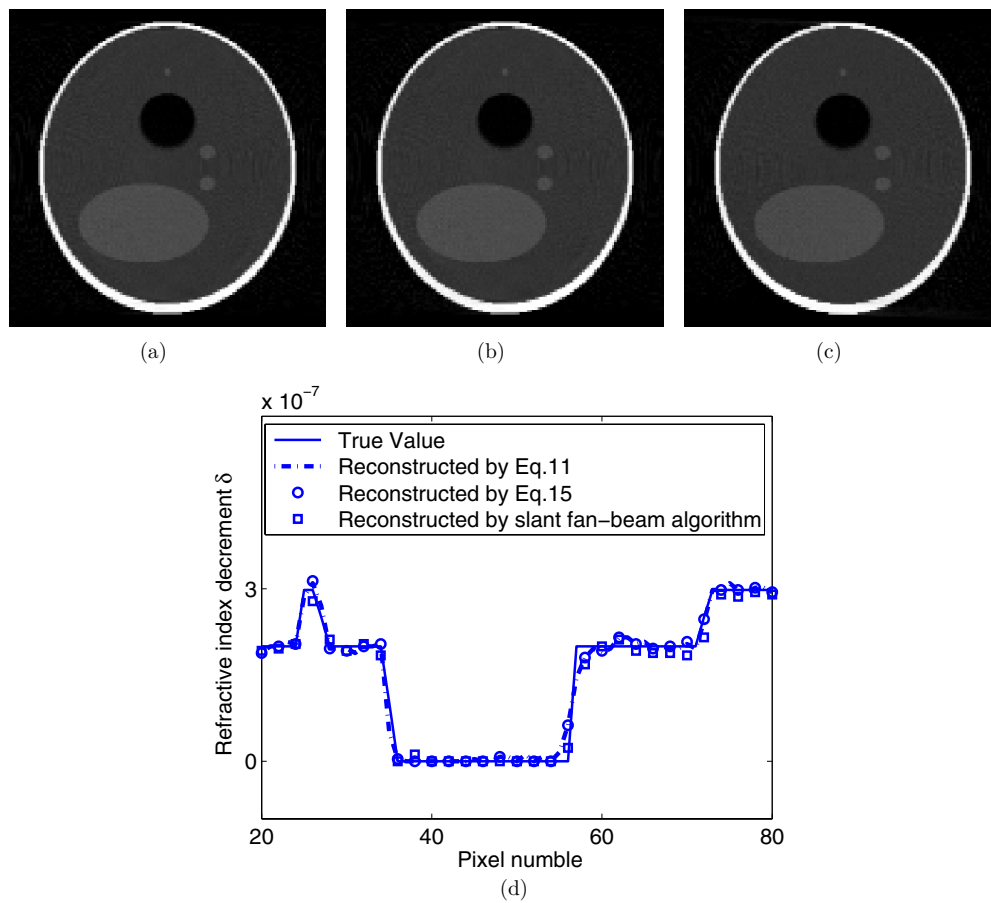 (a) (b) (c)
x 10⁻⁷
True Value
Reconstructed by Eq.11
Reconstructed by Eq.15
Reconstructed by slant fan−beam algorithm
Refractive index decrement δ
3
0
20 40 60 80
Pixel numble
(d)